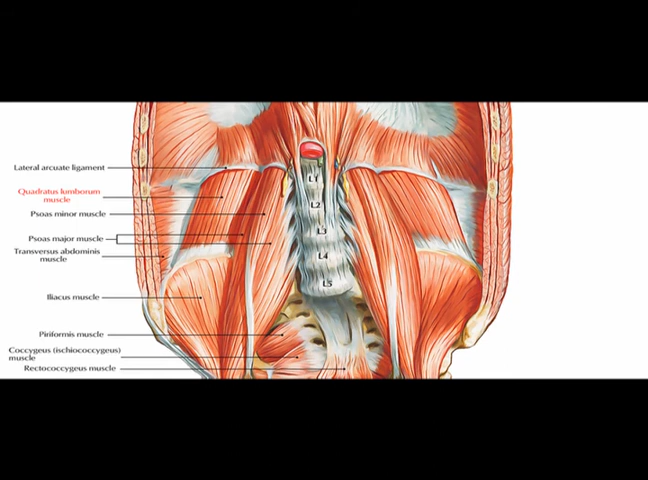 Lateral arcuate ligament
Quadratus lumborum
muscle
Psoas minor muscle
Psoas major muscle
Transversus abdominis
muscle
Iliacus muscle
Piriformis muscle
Coccygeus (ischiococcygeus)
muscle
Rectococcygeus muscle
L1
L2
L3
L4
L5